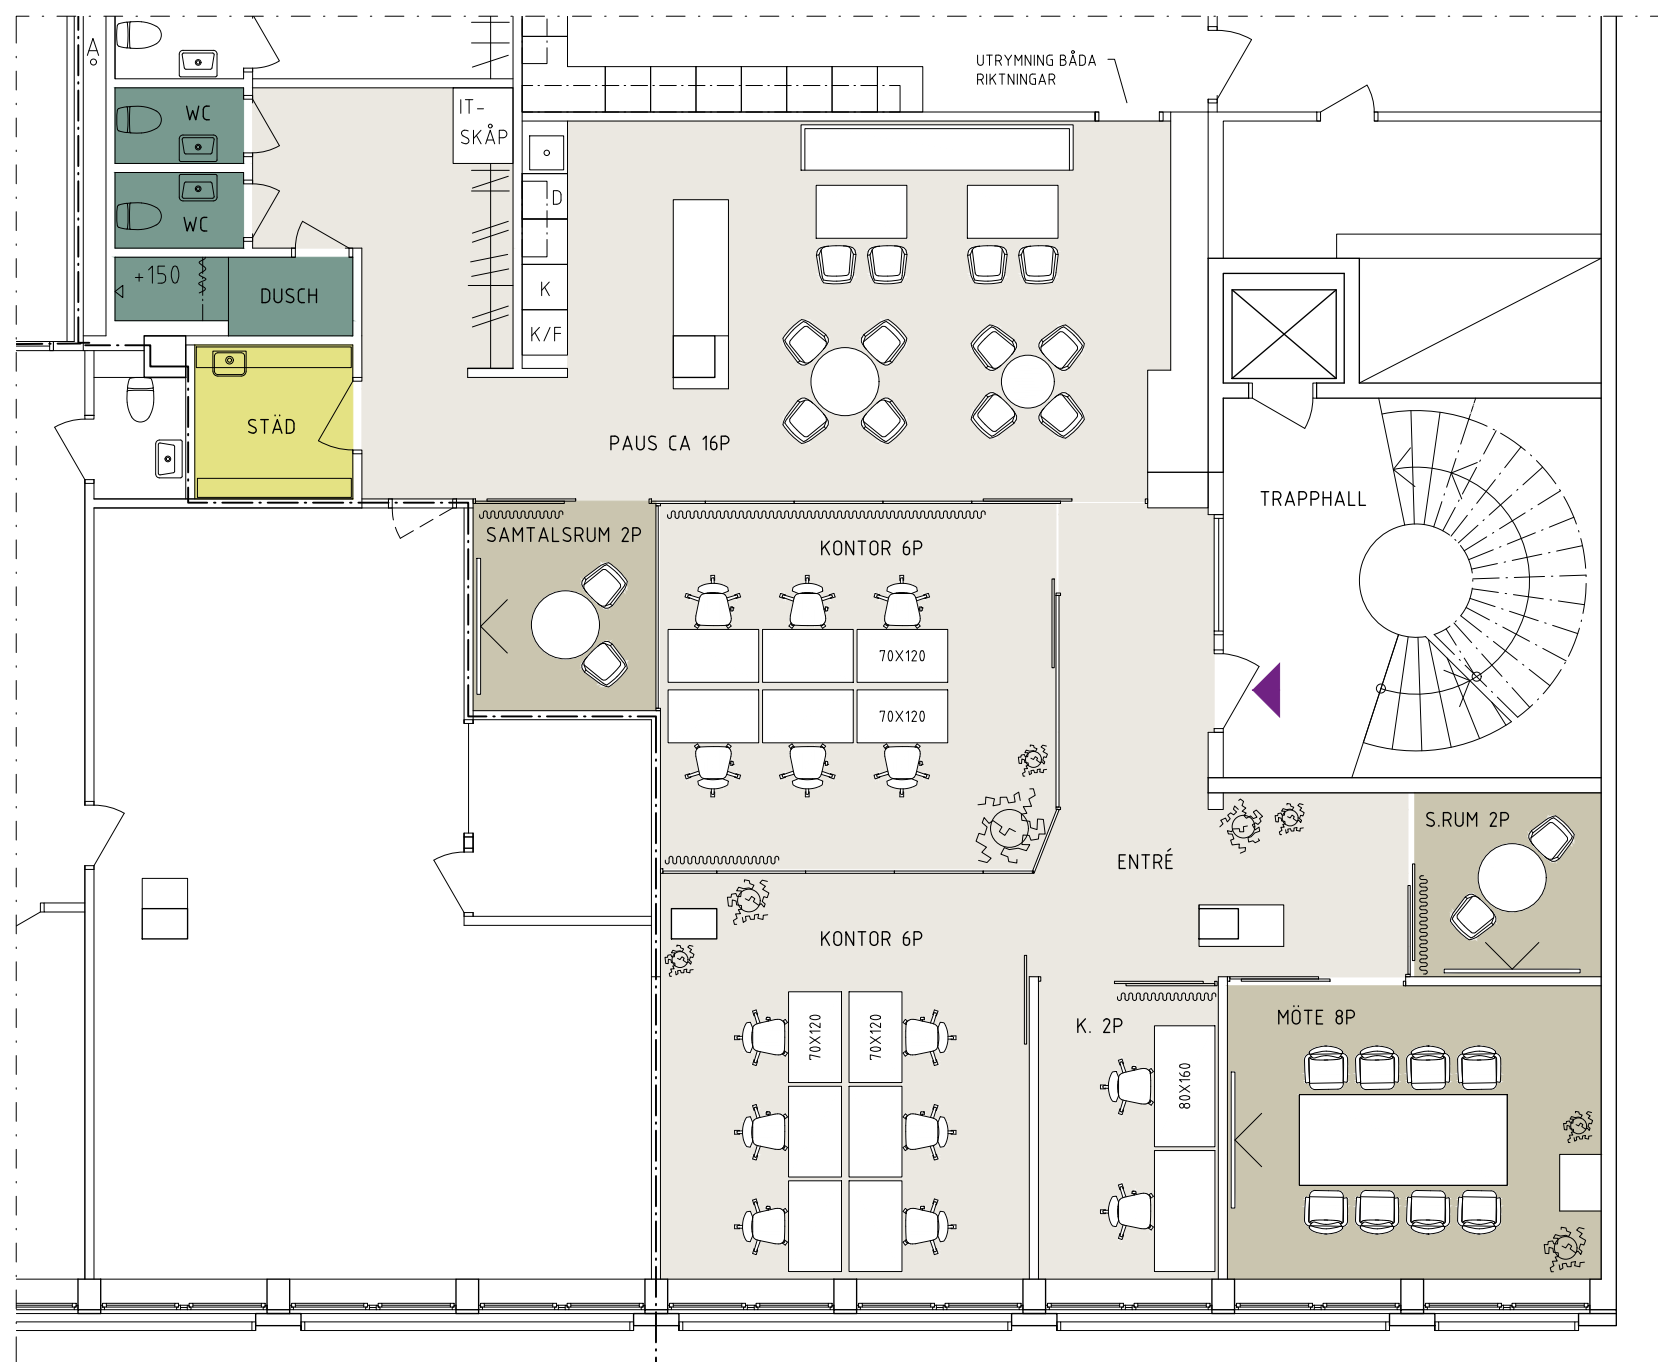 A
UTRYMNING BÅDA
RIKTNINGAR
WC
IT-
SKÅP
D
WC
+150
DUSCH
K
K/F
STÄD
PAUS CA 16P
TRAPPHALL
SAMTALSRUM 2P
KONTOR 6P
70X120
70X120
S.RUM 2P
ENTRÉ
KONTOR 6P
K. 2P
MÖTE 8P
70X120
70X120
80X160